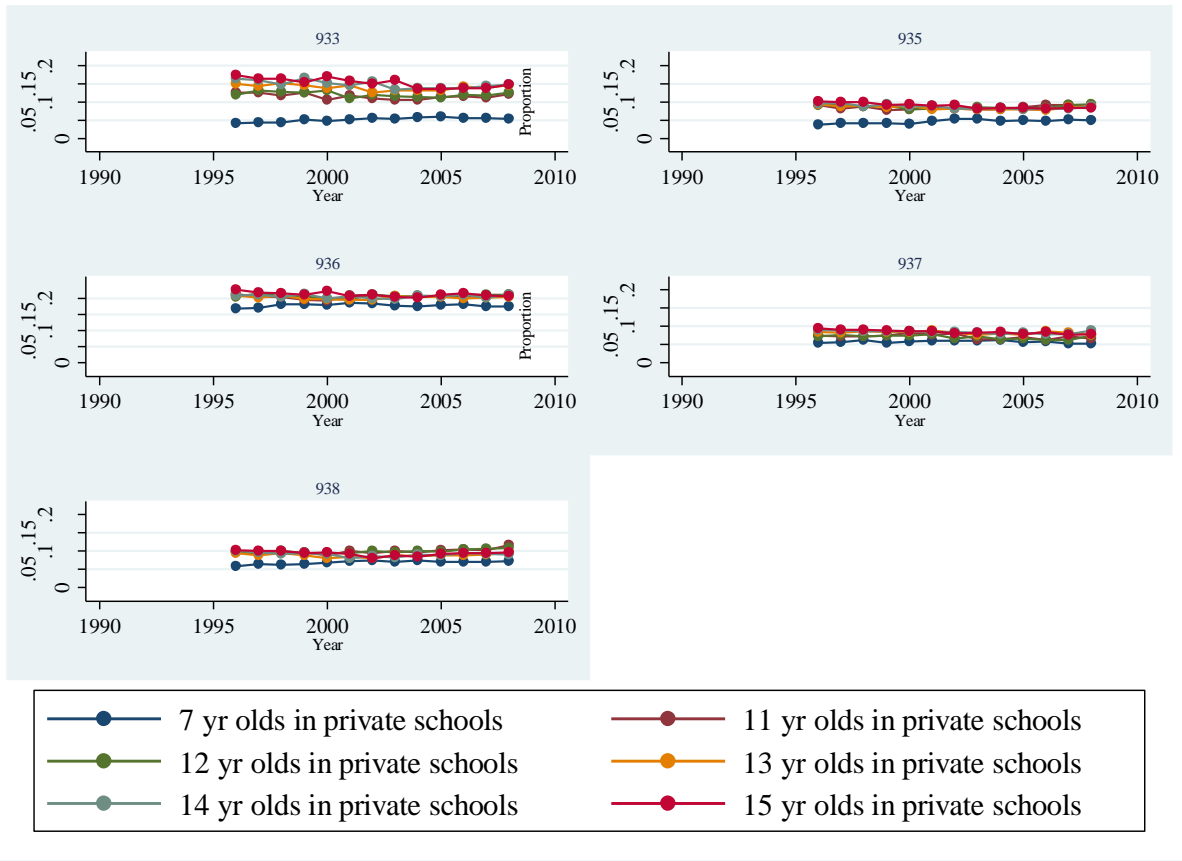 933
0 .05 .1 .15 .2
Proportion
1990 1995 2000 2005 2010
Year
935
0 .05 .1 .15 .2
1990 1995 2000 2005 2010
Year
936
0 .05 .1 .15 .2
Proportion
1990 1995 2000 2005 2010
Year
937
0 .05 .1 .15 .2
1990 1995 2000 2005 2010
Year
938
0 .05 .1 .15 .2
1990 1995 2000 2005 2010
Year
7 yr olds in private schools
11 yr olds in private schools
12 yr olds in private schools
13 yr olds in private schools
14 yr olds in private schools
15 yr olds in private schools